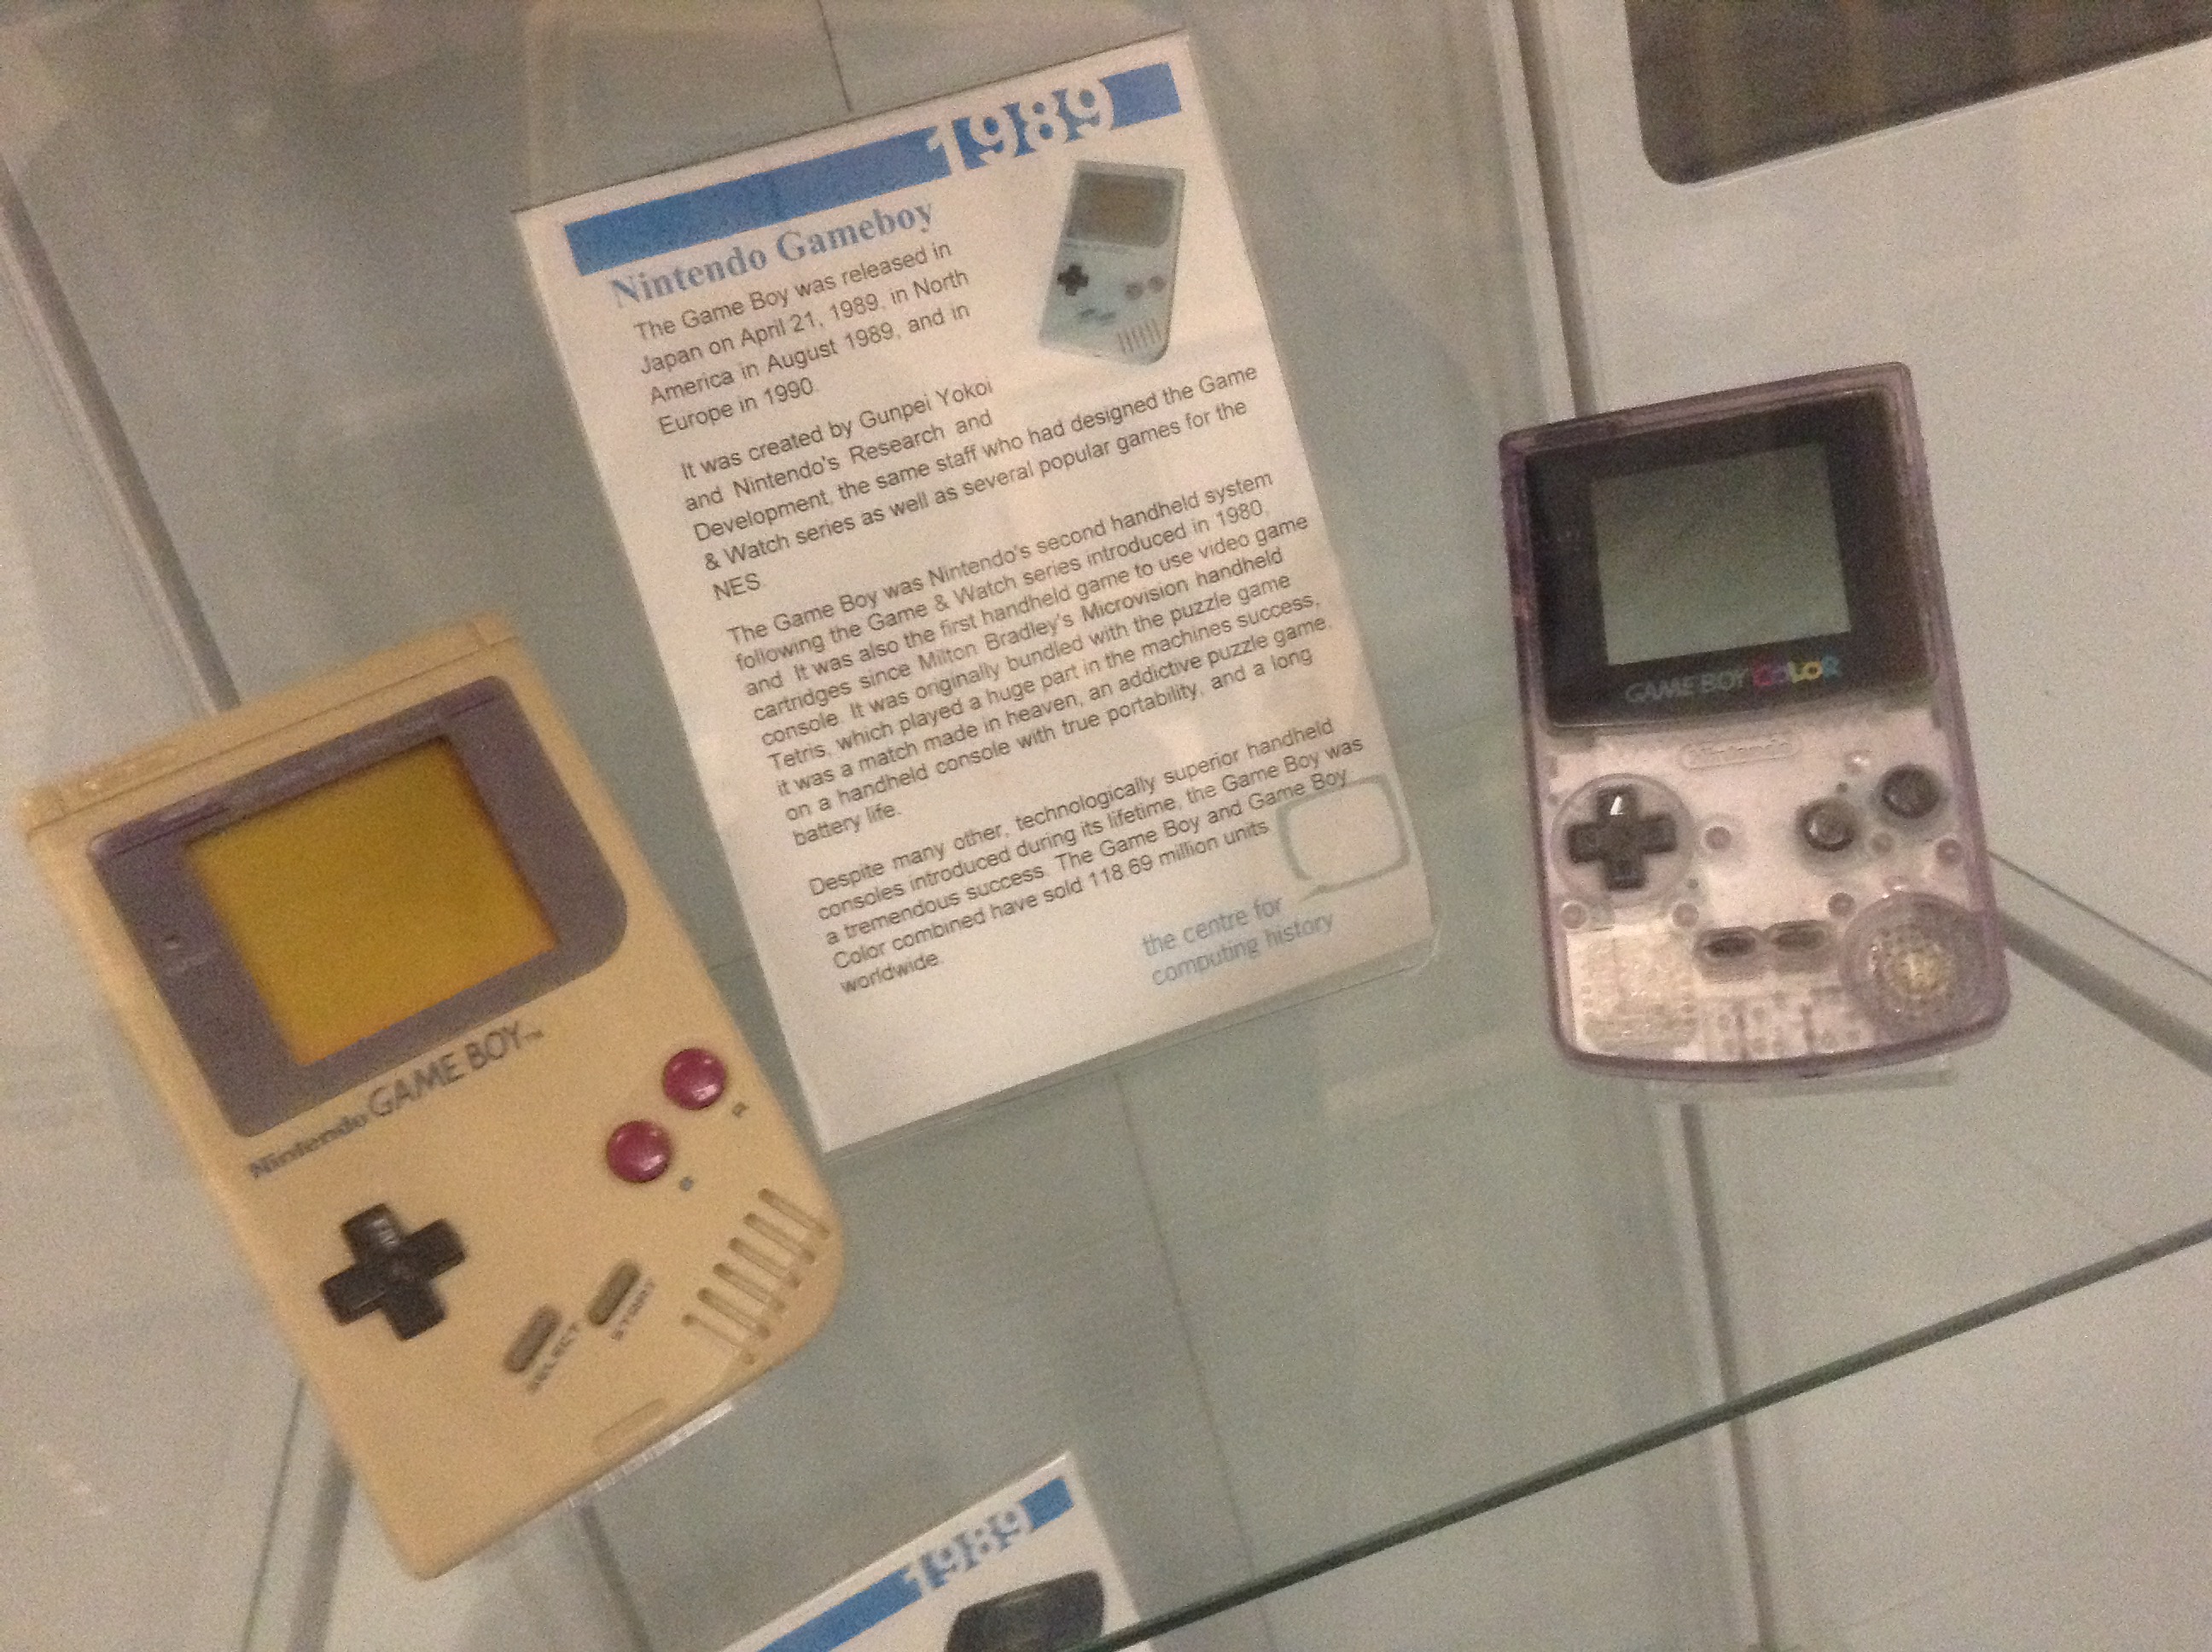 1989
Nintendo Gameboy
The Game Boy was released in
Japan on April 21, 1989, in North
America in August 1989, and in
Europe in 1990.
It was created by Gunpei Yokoi
and Nintendo's Research and
Development, the same staff who had designed the Game
& Watch series as well as several popular games for the
NES.
The Game Boy was Nintendo's second handheld system
following the Game & Watch series introduced in 1980,
and It was also the first handheld game to use video game
cartridges since Milton Bradley's Microvision handheld
console. It was originally bundled with the puzzle game
Tetris, which played a huge part in the machines success,
it was a match made in heaven, an addictive puzzle game,
on a handheld console with true portability, and a long
battery life.
Despite many other, technologically superior handheld
consoles introduced during its lifetime, the Game Boy was
a tremendous success. The Game Boy and Game Boy
Color combined have sold 118.69 million units
worldwide.
the centre for
computing history
Nintendo GAME BOY™
A
B
SELECT
START
GAME BOY COLOR
Nintendo
1989